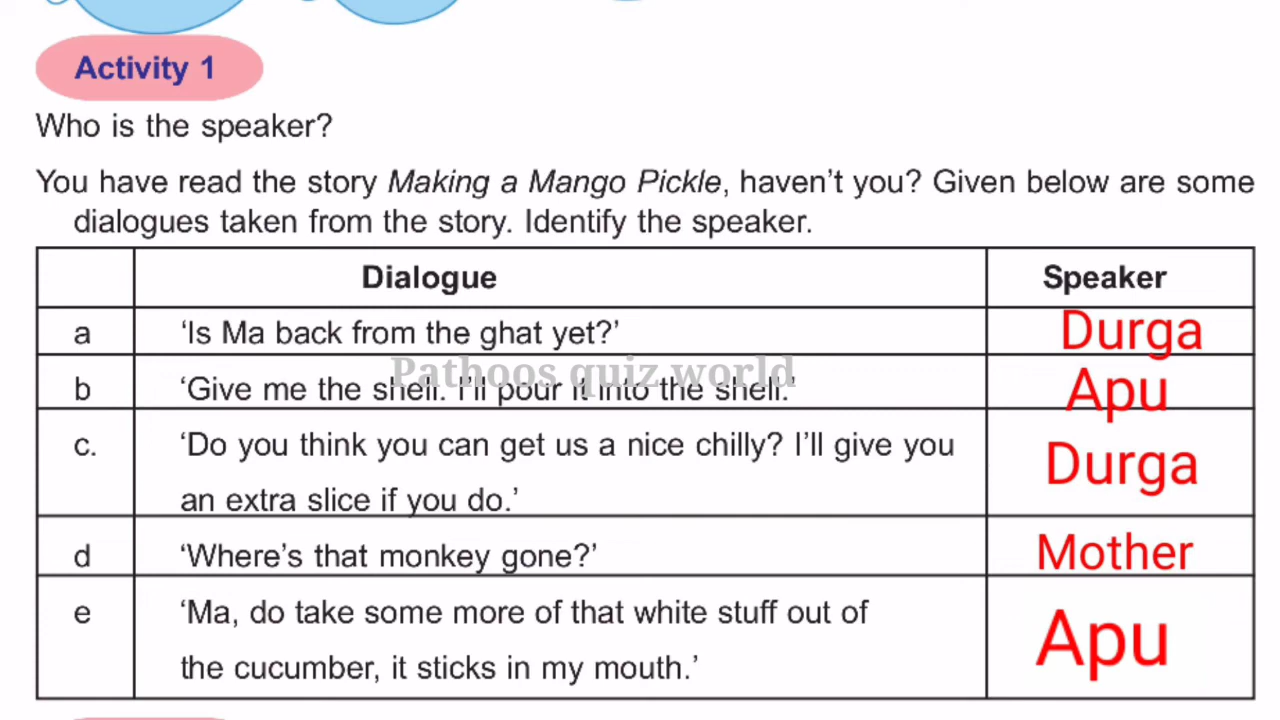 Activity 1
Who is the speaker?
You have read the story Making a Mango Pickle, haven't you? Given below are some
dialogues taken from the story. Identify the speaker.
Dialogue Speaker
a 'Is Ma back from the ghat yet?' Durga
Pathoos quiz world
b 'Give me the shell. I'll pour it into the shell.' Apu
c. 'Do you think you can get us a nice chilly? I'll give you
an extra slice if you do.' Durga
d 'Where's that monkey gone?' Mother
e 'Ma, do take some more of that white stuff out of
the cucumber, it sticks in my mouth.' Apu